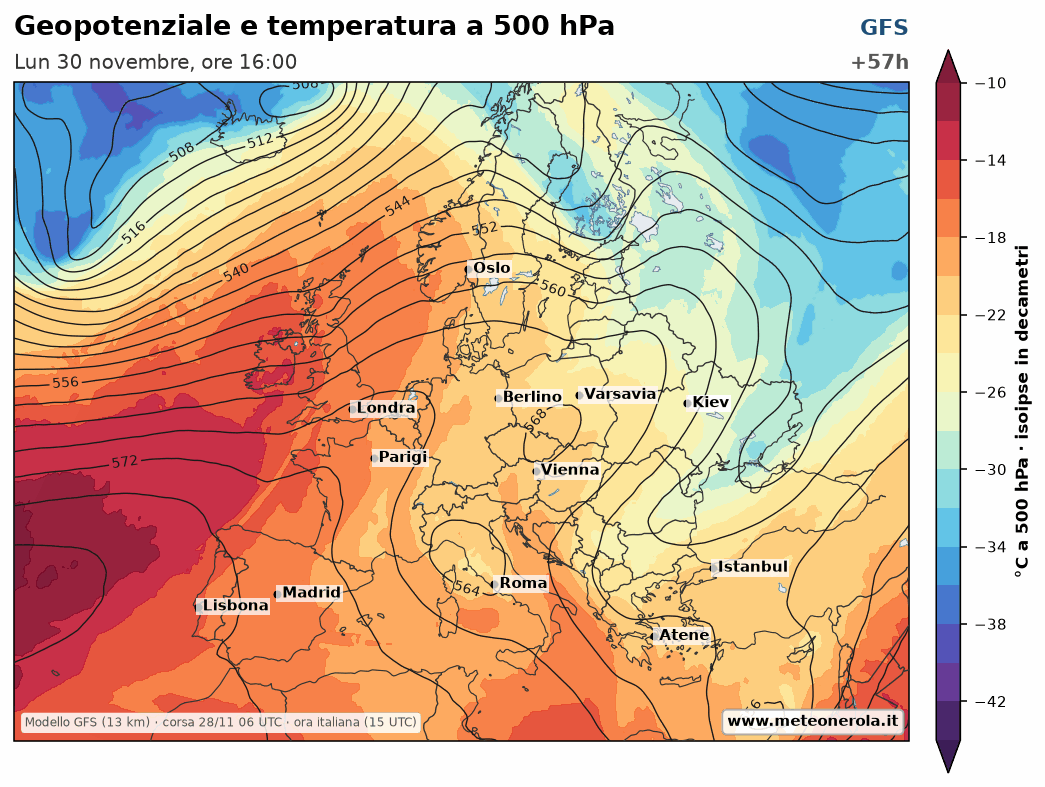 Geopotenziale e temperatura a 500 hPa
GFS
Lun 30 novembre, ore 16:00
+57h
508
508
512
516
544
552
540
560
Oslo
556
Berlino
Varsavia
Kiev
Londra
568
572
Parigi
Vienna
Istanbul
564
Roma
Madrid
Lisbona
Atene
Modello GFS (13 km) · corsa 28/11 06 UTC · ora italiana (15 UTC)
www.meteonerola.it
−10
−14
−18
−22
−26
−30
−34
−38
−42
°C a 500 hPa · isoipse in decametri